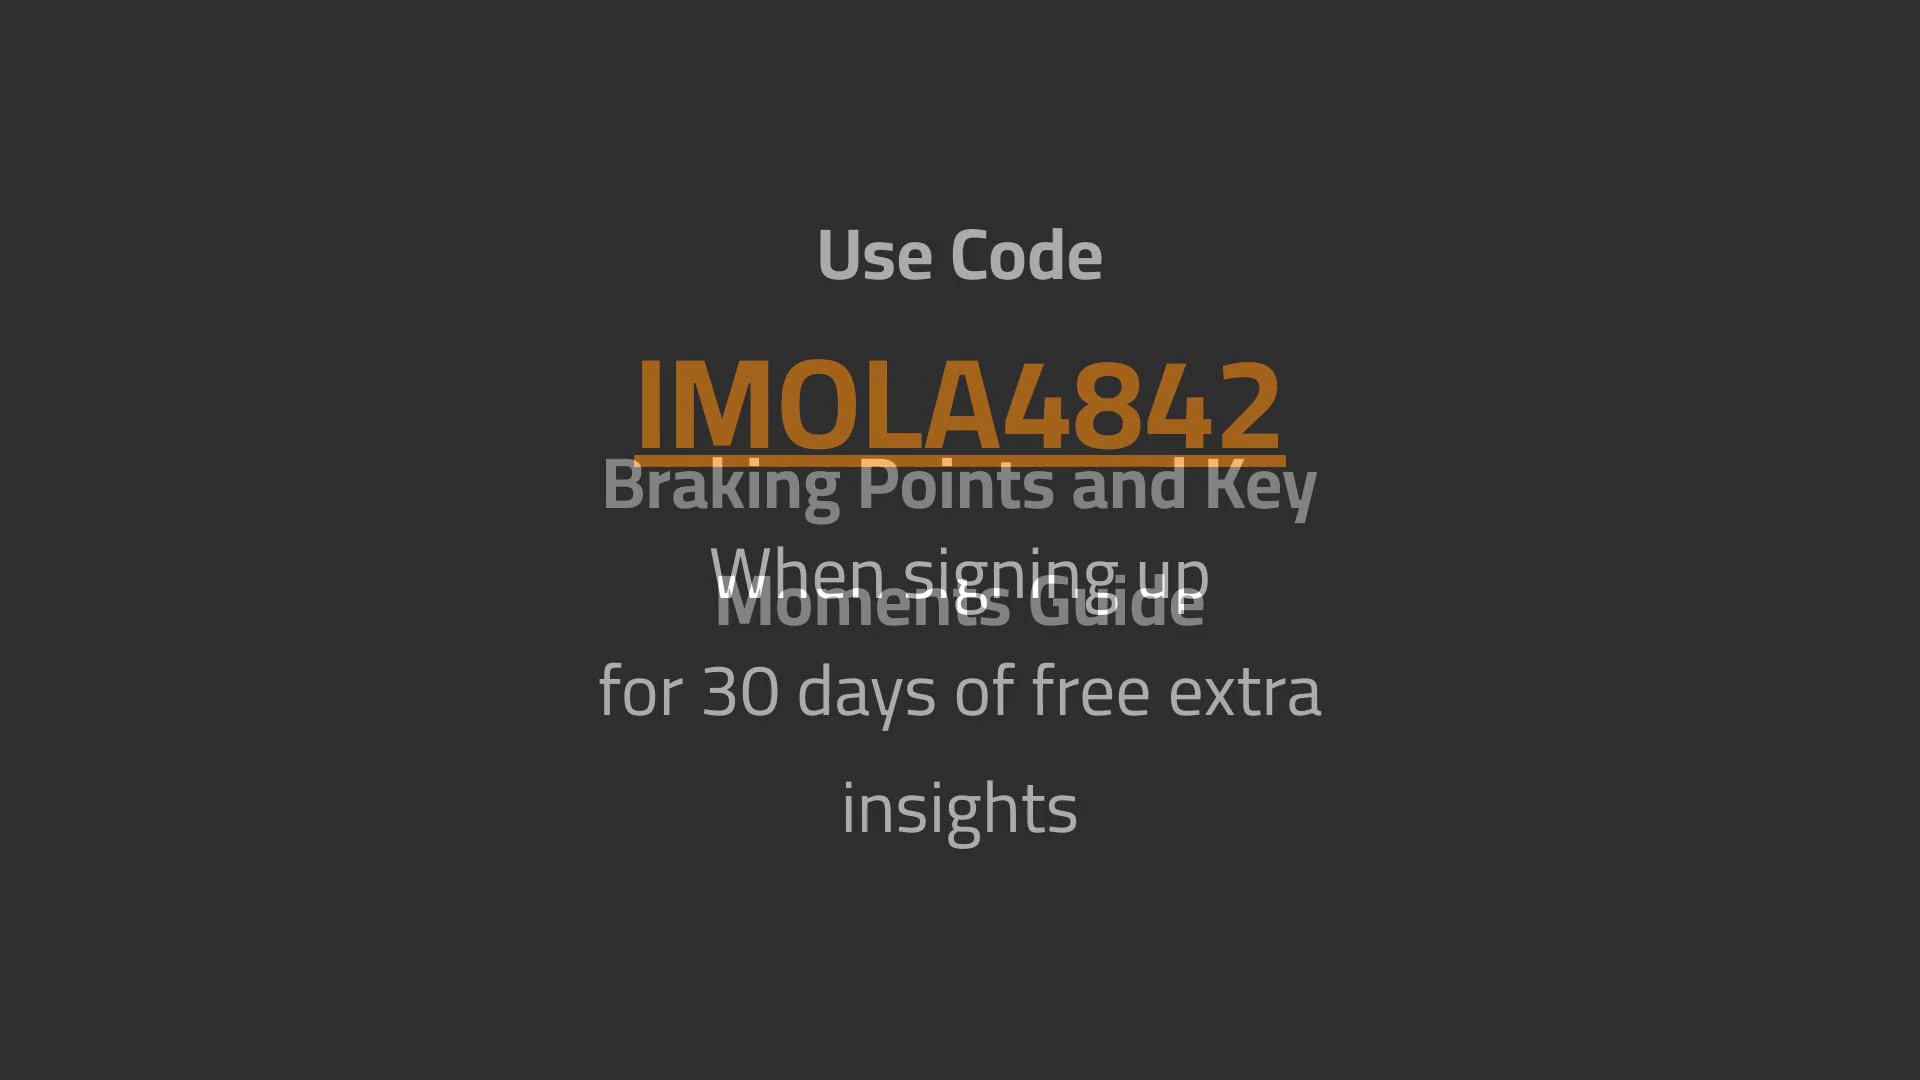 Use Code
IMOLA4842
Braking Points and Key
When signing up
Moments Guide
for 30 days of free extra
insights